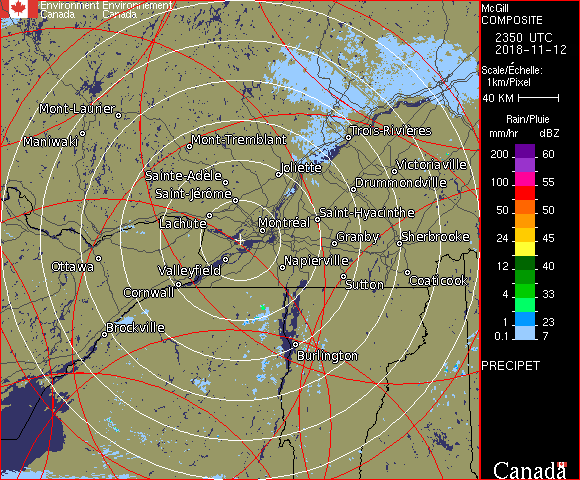 Environment Environnement
Canada Canada
McGill
COMPOSITE
2350 UTC
2018-11-12
Scale/Échelle:
1km/Pixel
40 KM
Rain/Pluie
mm/hr dBZ
200 60
100 55
50 50
24 45
12 40
4 33
1 23
0.1 7
PRECIPET
Canada
Mont-Laurier
Maniwaki
Mont-Tremblant
Trois-Rivières
Sainte-Adèle
Joliette
Victoriaville
Saint-Jérôme
Drummondville
Lachute
Saint-Hyacinthe
Montréal
Granby
Sherbrooke
Ottawa
Valleyfield
Napierville
Cornwall
Sutton
Coaticook
Brockville
Burlington